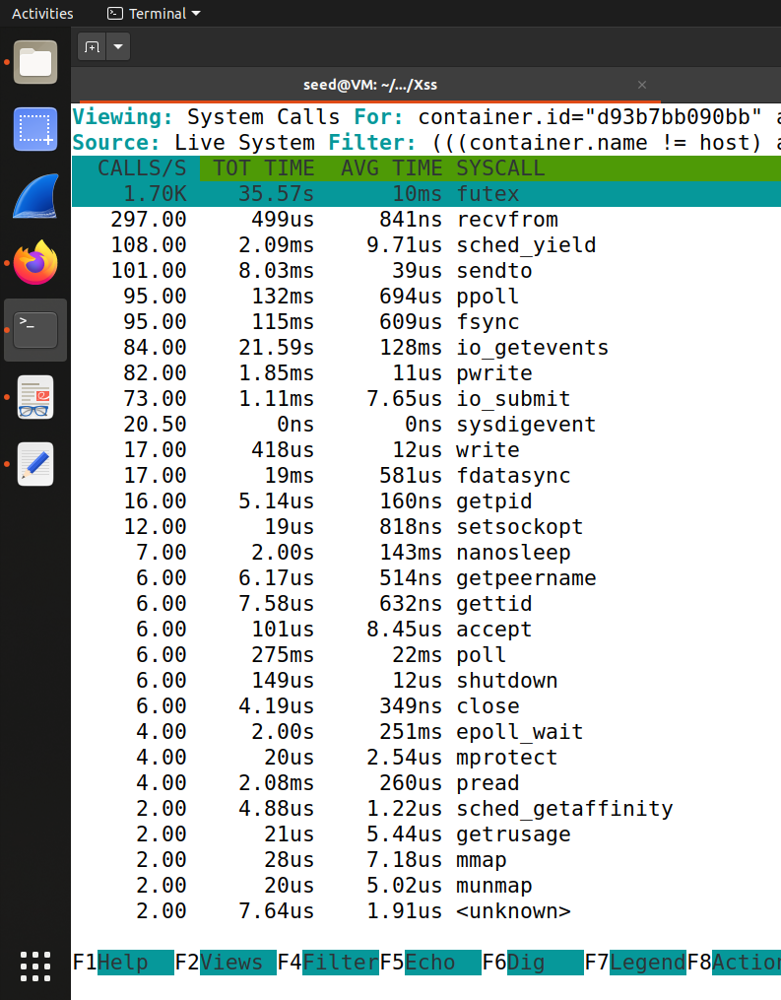 Activities Terminal
seed@VM: ~/.../Xss
Viewing: System Calls For: container.id="d93b7bb090bb" a
Source: Live System Filter: (((container.name != host) a
CALLS/S TOT TIME AVG TIME SYSCALL
1.70K 35.57s 10ms futex
297.00 499us 841ns recvfrom
108.00 2.09ms 9.71us sched_yield
101.00 8.03ms 39us sendto
95.00 132ms 694us ppoll
95.00 115ms 609us fsync
84.00 21.59s 128ms io_getevents
82.00 1.85ms 11us pwrite
73.00 1.11ms 7.65us io_submit
20.50 0ns 0ns sysdigevent
17.00 418us 12us write
17.00 19ms 581us fdatasync
16.00 5.14us 160ns getpid
12.00 19us 818ns setsockopt
7.00 2.00s 143ms nanosleep
6.00 6.17us 514ns getpeername
6.00 7.58us 632ns gettid
6.00 101us 8.45us accept
6.00 275ms 22ms poll
6.00 149us 12us shutdown
6.00 4.19us 349ns close
4.00 2.00s 251ms epoll_wait
4.00 20us 2.54us mprotect
4.00 2.08ms 260us pread
2.00 4.88us 1.22us sched_getaffinity
2.00 21us 5.44us getrusage
2.00 28us 7.18us mmap
2.00 20us 5.02us munmap
2.00 7.64us 1.91us <unknown>
F1Help F2Views F4FilterF5Echo F6Dig F7LegendF8Action